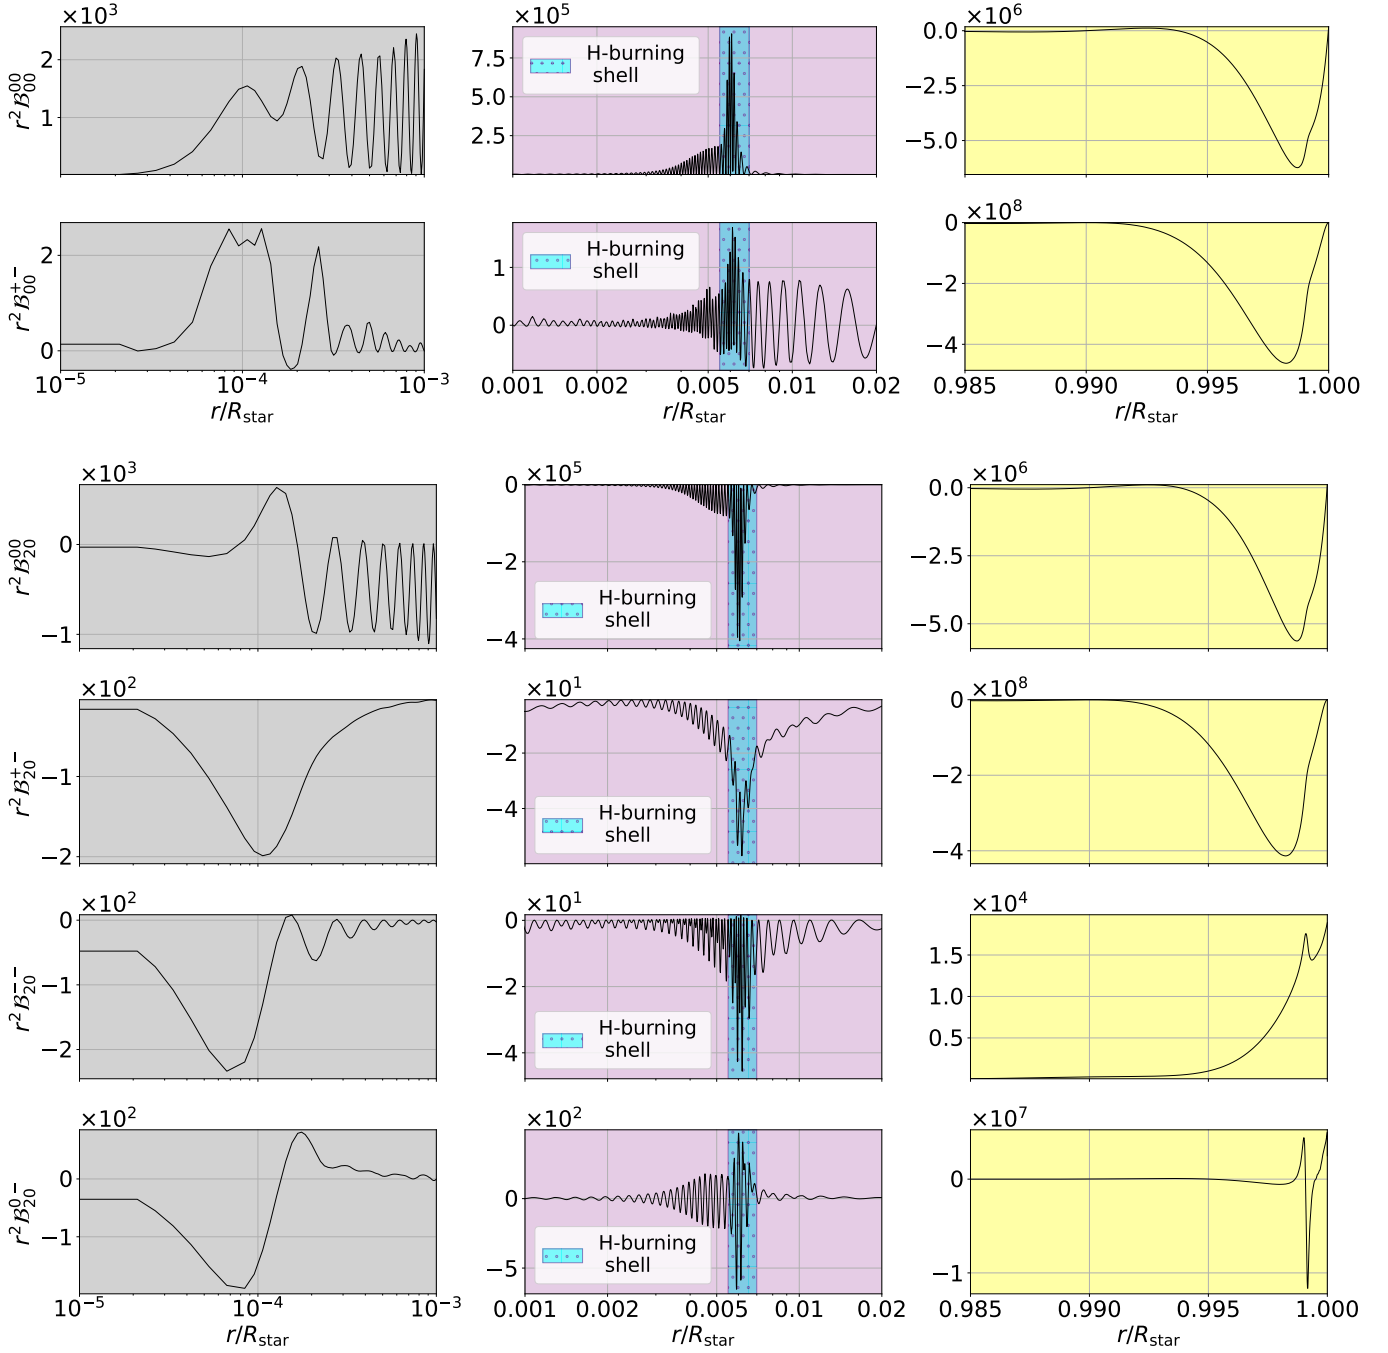 ×10³ ×10⁵ ×10⁶
r²ℬ₀₀⁰⁰
2
1
7.5
5.0
2.5
H-burning
shell
0.0
−2.5
−5.0
×10⁸
r²ℬ₀₀⁺⁻
2
0
1
0
H-burning
shell
0
−2
−4
10⁻⁵ 10⁻⁴ 10⁻³
0.001 0.002 0.005 0.01 0.02
0.985 0.990 0.995 1.000
r/R_star r/R_star r/R_star
×10³ ×10⁵ ×10⁶
r²ℬ₂₀⁰⁰
0
−1
0
−2
−4
H-burning
shell
0.0
−2.5
−5.0
×10² ×10¹ ×10⁸
r²ℬ₂₀⁺⁻
−1
−2
−2
−4
H-burning
shell
0
−2
−4
×10² ×10¹ ×10⁴
r²ℬ₂₀⁻⁻
0
−1
−2
0
−2
−4
H-burning
shell
1.5
1.0
0.5
×10² ×10² ×10⁷
r²ℬ₂₀⁰⁻
0
−1
0
−5
H-burning
shell
0
−1
10⁻⁵ 10⁻⁴ 10⁻³
0.001 0.002 0.005 0.01 0.02
0.985 0.990 0.995 1.000
r/R_star r/R_star r/R_star